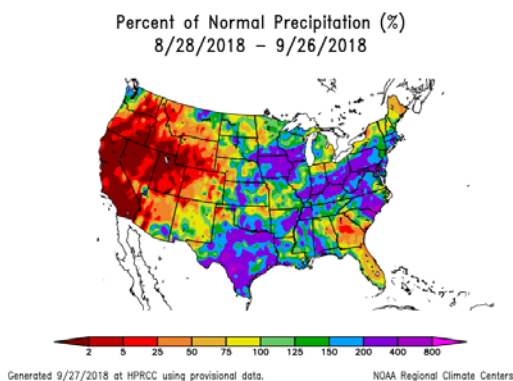 Percent of Normal Precipitation (%)
8/28/2018 – 9/26/2018
2 5 25 50 75 100 125 150 200 400 800
Generated 9/27/2018 at HPRCC using provisional data. NOAA Regional Climate Centers